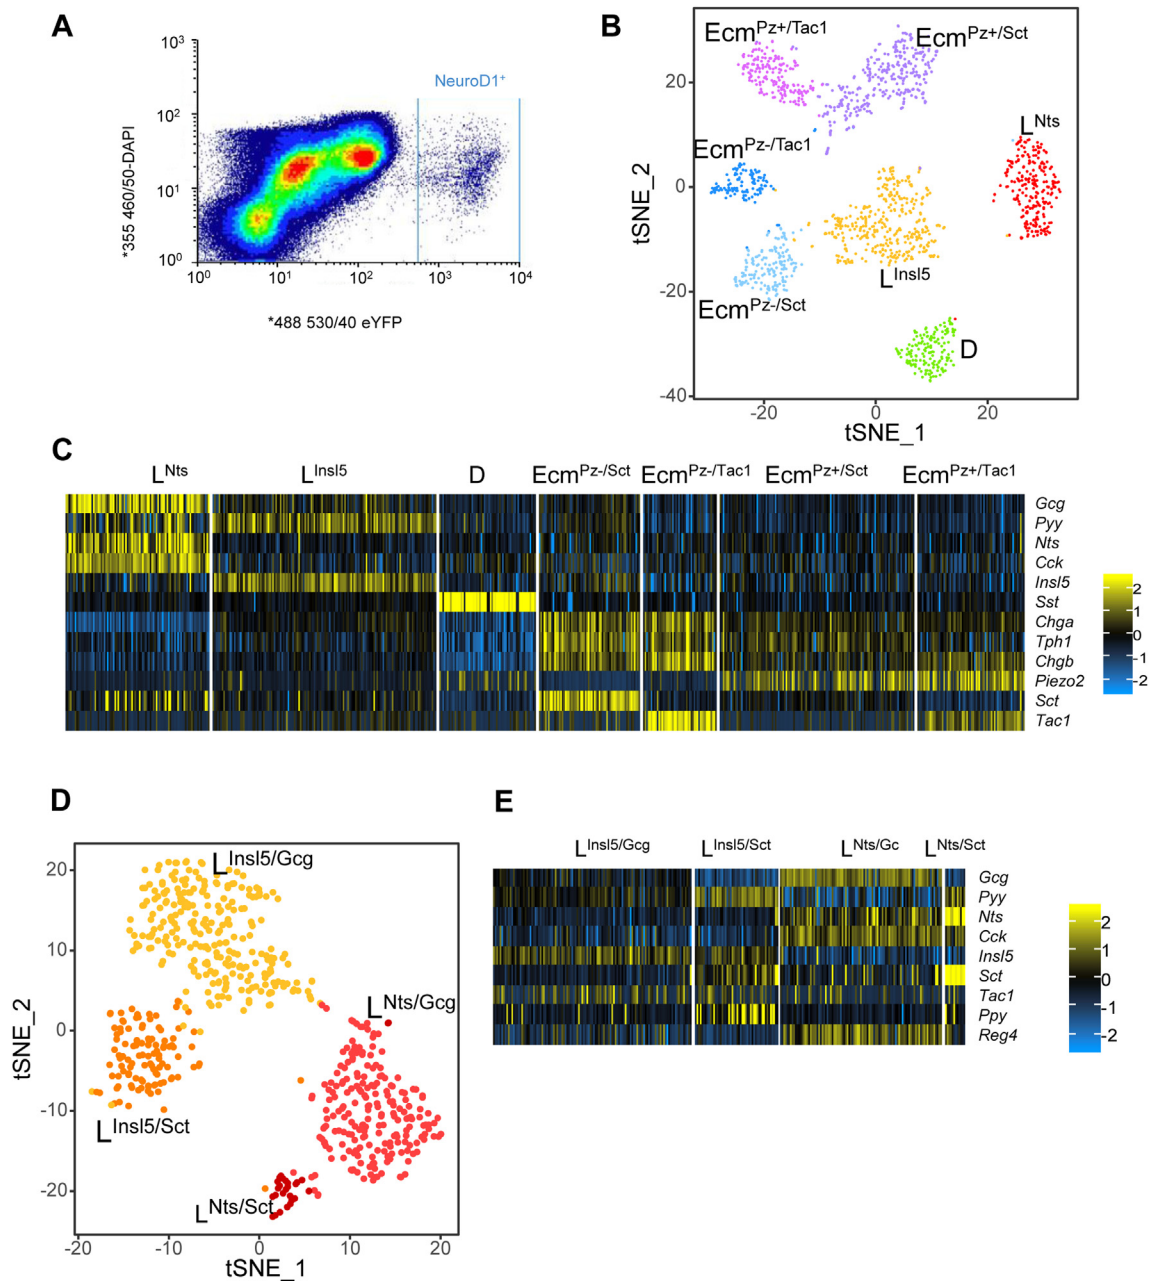 A
10³
10²
10¹
10⁰
*355 460/50-DAPI
NeuroD1⁺
10⁰ 10¹ 10² 10³ 10⁴
*488 530/40 eYFP
B
Ecm^Pz+/Tac1
Ecm^Pz+/Sct
L^Nts
Ecm^Pz-/Tac1
L^Insl5
Ecm^Pz-/Sct
D
20
0
-20
-40
tSNE_2
-20 0 20
tSNE_1
C
L^Nts L^Insl5 D Ecm^Pz-/Sct Ecm^Pz-/Tac1 Ecm^Pz+/Sct Ecm^Pz+/Tac1
Gcg
Pyy
Nts
Cck
Insl5
Sst
Chga
Tph1
Chgb
Piezo2
Sct
Tac1
2
1
0
-1
-2
D
L^Insl5/Gcg
L^Nts/Gcg
L^Insl5/Sct
L^Nts/Sct
20
10
0
-10
-20
tSNE_2
-20 -10 0 10 20
tSNE_1
E
L^Insl5/Gcg L^Insl5/Sct L^Nts/Gc L^Nts/Sct
Gcg
Pyy
Nts
Cck
Insl5
Sct
Tac1
Ppy
Reg4
2
1
0
-1
-2